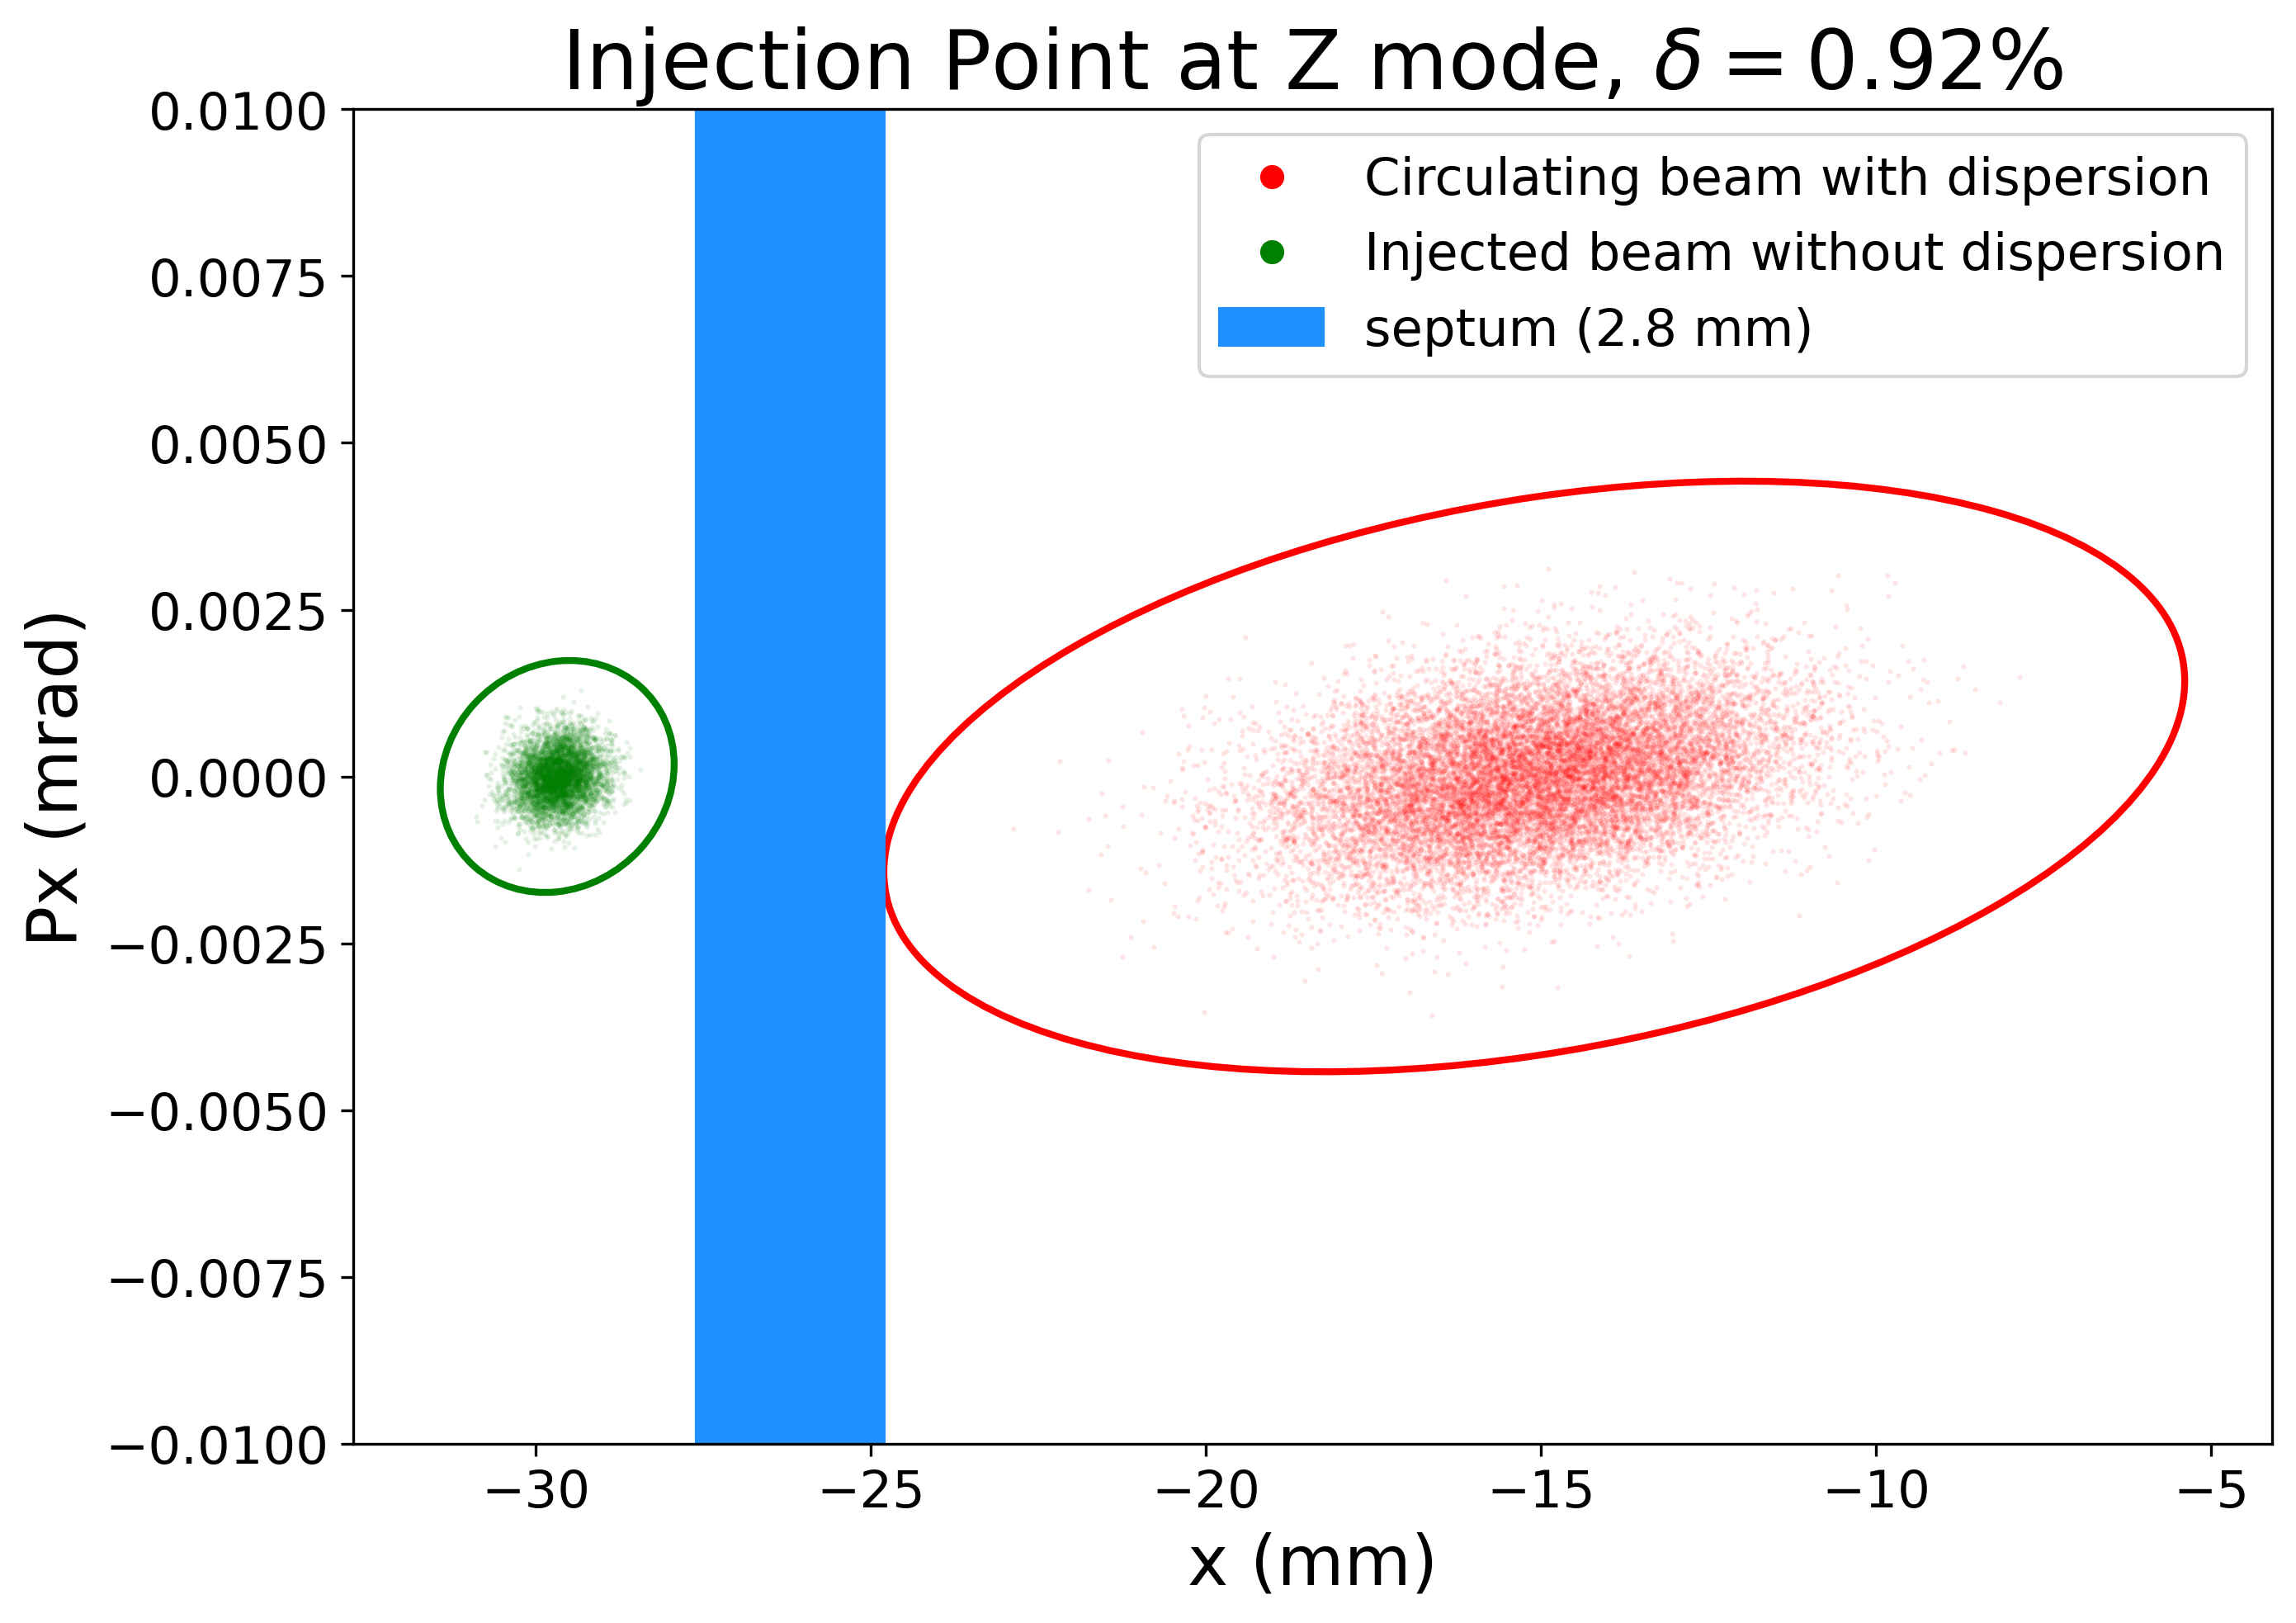 Injection Point at Z mode, δ = 0.92%
Circulating beam with dispersion
Injected beam without dispersion
septum (2.8 mm)
Px (mrad)
0.0100
0.0075
0.0050
0.0025
0.0000
−0.0025
−0.0050
−0.0075
−0.0100
−30 −25 −20 −15 −10 −5
x (mm)